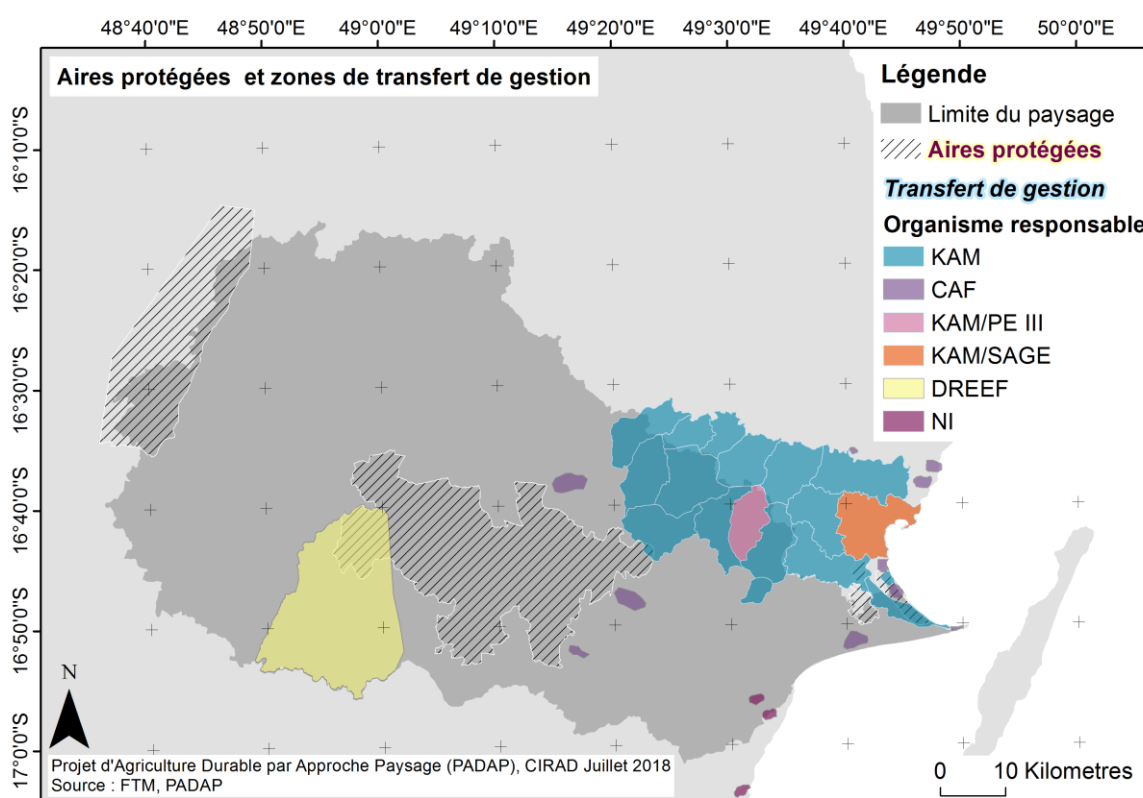 48°40'0"E 48°50'0"E 49°0'0"E 49°10'0"E 49°20'0"E 49°30'0"E 49°40'0"E 49°50'0"E 50°0'0"E
Aires protégées et zones de transfert de gestion
Légende
Limite du paysage
Aires protégées
Transfert de gestion
Organisme responsable
KAM
CAF
KAM/PE III
KAM/SAGE
DREEF
NI
16°10'0"S
16°20'0"S
16°30'0"S
16°40'0"S
16°50'0"S
17°0'0"S
N
Projet d'Agriculture Durable par Approche Paysage (PADAP), CIRAD Juillet 2018
Source : FTM, PADAP
0 10 Kilometres